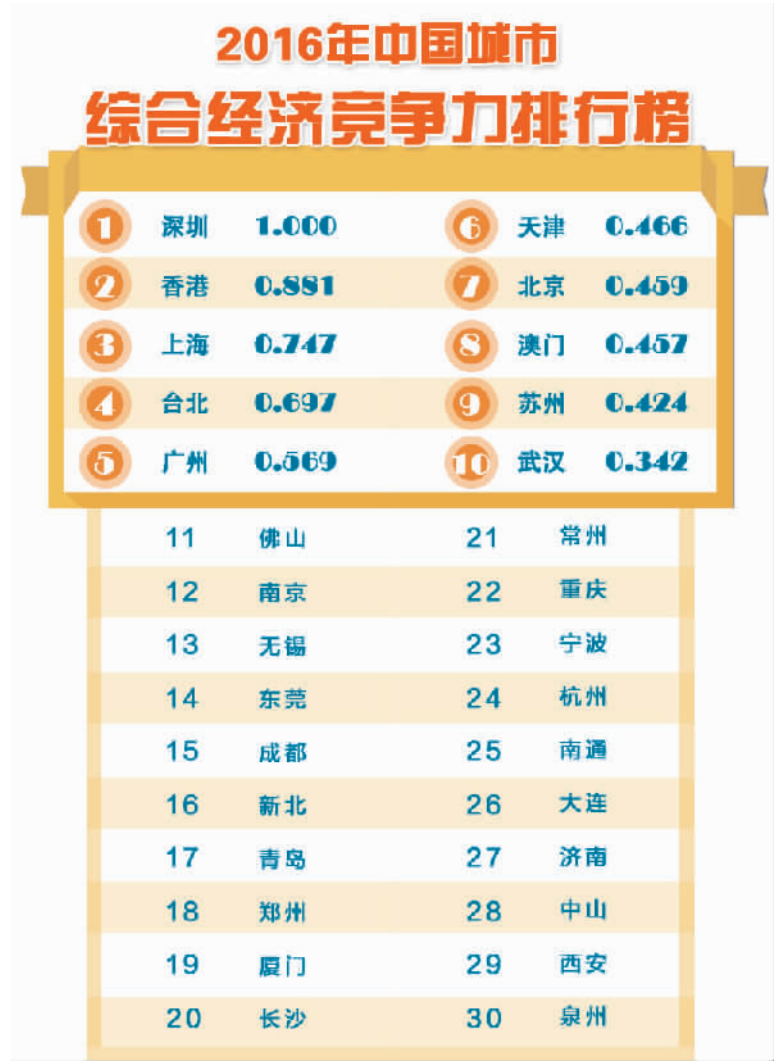 2016年中国城市
综合经济竞争力排行榜
1 深圳 1.000 6 天津 0.466
2 香港 0.881 7 北京 0.459
3 上海 0.747 8 澳门 0.457
4 台北 0.697 9 苏州 0.424
5 广州 0.569 10 武汉 0.342
11 佛山 21 常州
12 南京 22 重庆
13 无锡 23 宁波
14 东莞 24 杭州
15 成都 25 南通
16 新北 26 大连
17 青岛 27 济南
18 郑州 28 中山
19 厦门 29 西安
20 长沙 30 泉州